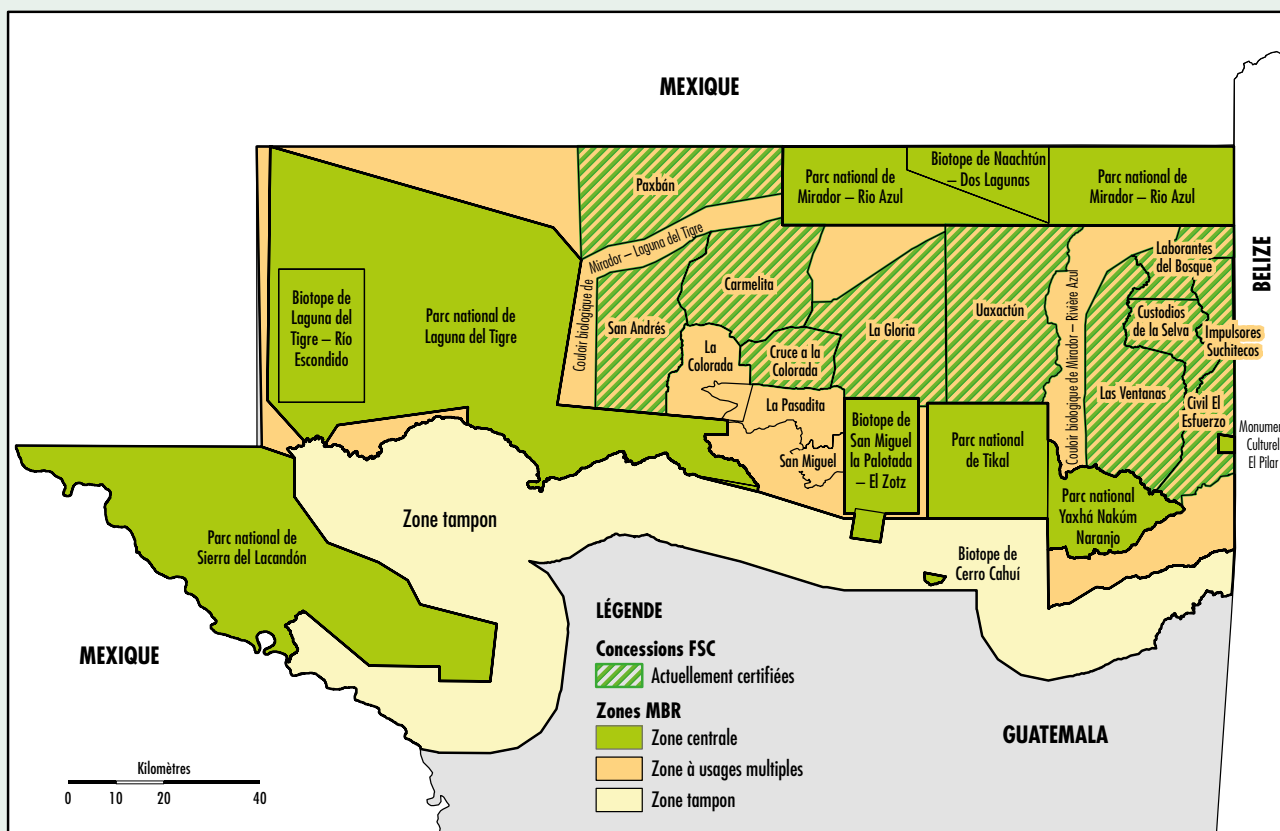 MEXIQUE
BELIZE
Paxbán
Parc national de
Mirador – Rio Azul
Biotope de Naachtún
– Dos Lagunas
Parc national de
Mirador – Rio Azul
Couloir biologique de Mirador – Laguna del Tigre
Biotope de
Laguna del
Tigre – Río
Escondido
Parc national de
Laguna del Tigre
San Andrés
Carmelita
La
Colorada
Cruce a la
Colorada
La Gloria
Uaxactún
Couloir biologique de Mirador – Rivière Azul
Laborantes
del Bosque
Custodios
de la Selva
Impulsores
Suchitecos
Las Ventanas
Civil El
Esfuerzo
Monumen
Culturel
El Pilar
La Pasadita
San Miguel
Biotope de
San Miguel
la Palotada
– El Zotz
Parc national
de Tikal
Parc national
Yaxhá Nakúm
Naranjo
Zone tampon
Parc national de
Sierra del Lacandón
Biotope de
Cerro Cahuí
MEXIQUE
GUATEMALA
LÉGENDE
Concessions FSC
Actuellement certifiées
Zones MBR
Zone centrale
Zone à usages multiples
Zone tampon
Kilomètres
0 10 20 40